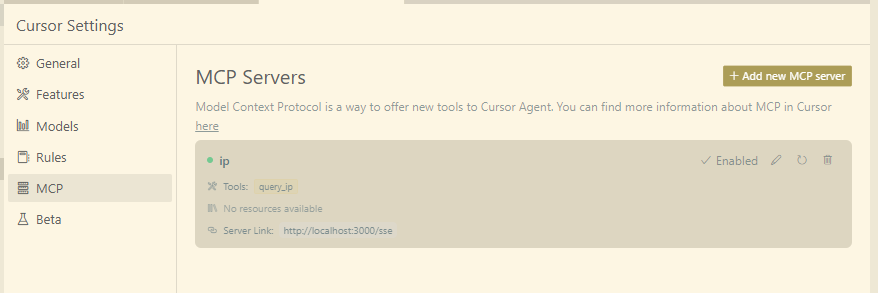 Cursor Settings
General
Features
Models
Rules
MCP
Beta
MCP Servers
+ Add new MCP server
Model Context Protocol is a way to offer new tools to Cursor Agent. You can find more information about MCP in Cursor
here
ip
Enabled
Tools: query_ip
No resources available
Server Link: http://localhost:3000/sse